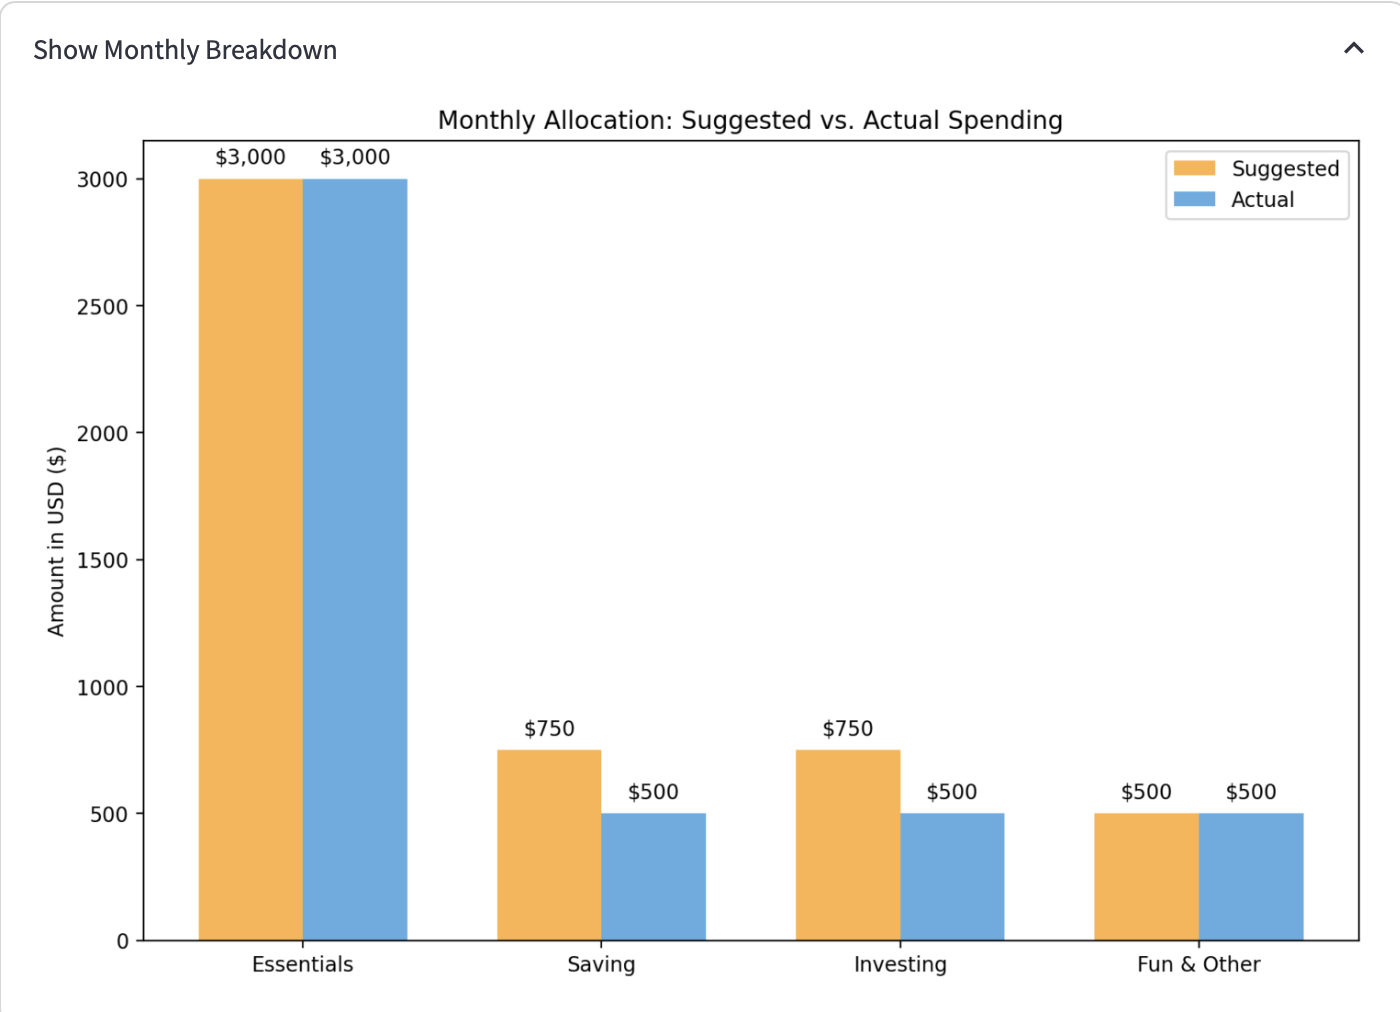 Show Monthly Breakdown
Monthly Allocation: Suggested vs. Actual Spending
$3,000 $3,000
Suggested
Actual
3000
2500
2000
1500
1000
500
0
Amount in USD ($)
$750
$500
$750
$500
$500 $500
Essentials Saving Investing Fun & Other